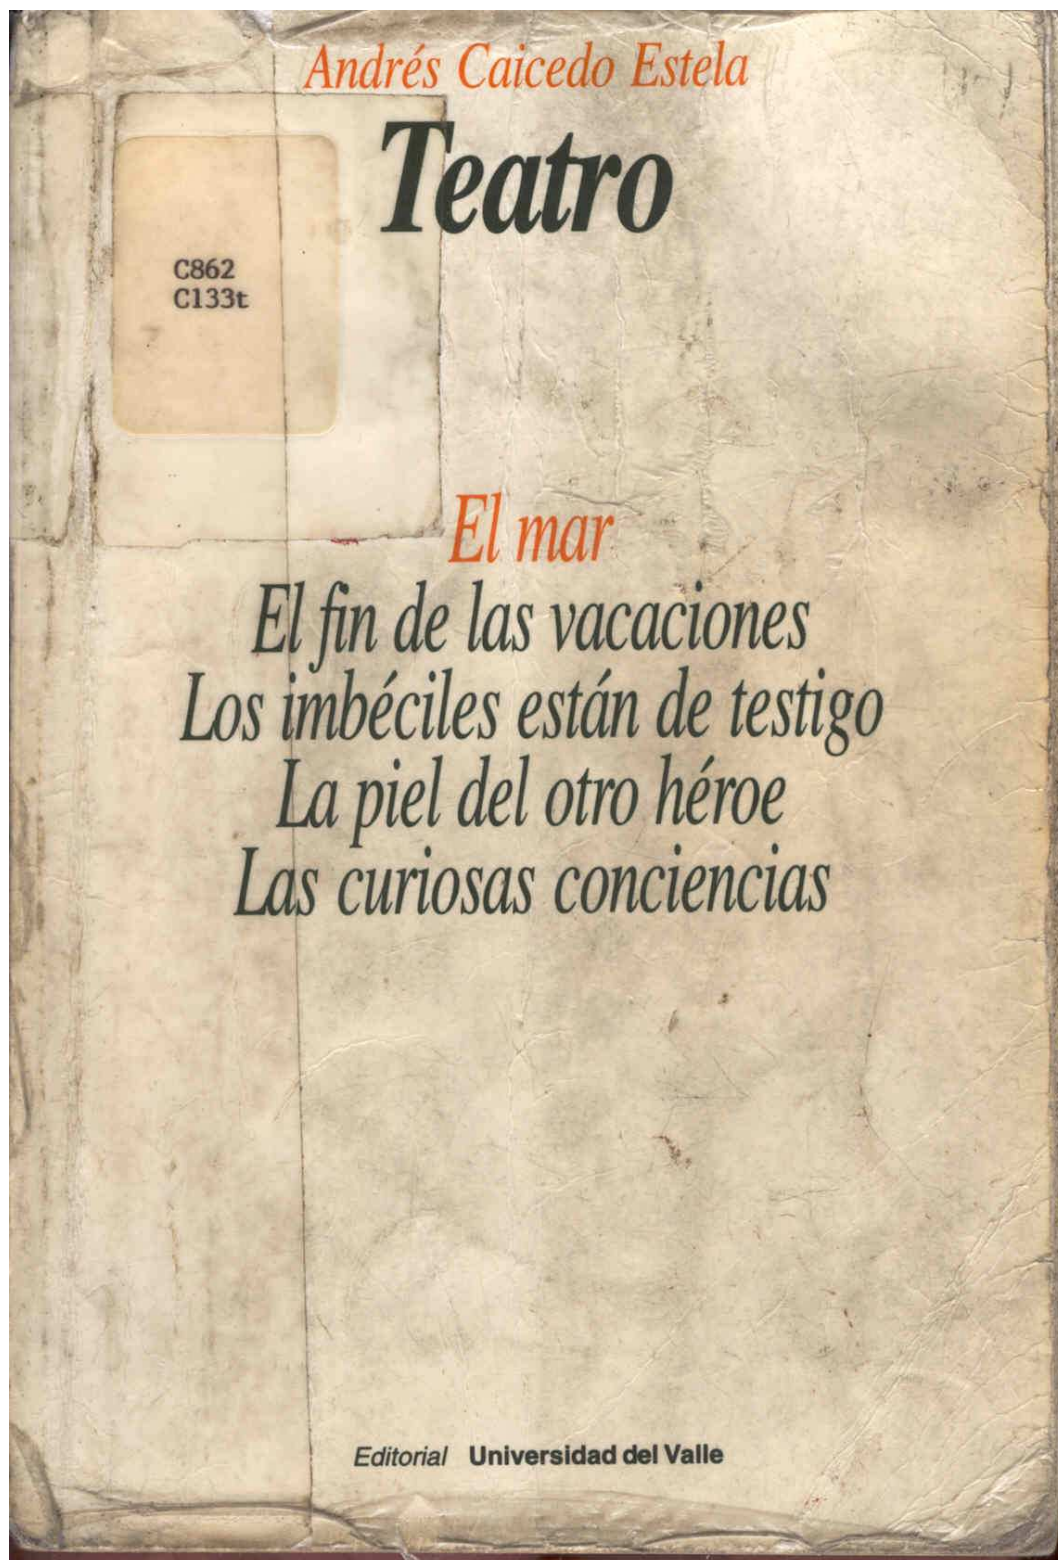 Andrés Caicedo Estela
Teatro
C862
C133t
El mar
El fin de las vacaciones
Los imbéciles están de testigo
La piel del otro héroe
Las curiosas conciencias
Editorial Universidad del Valle